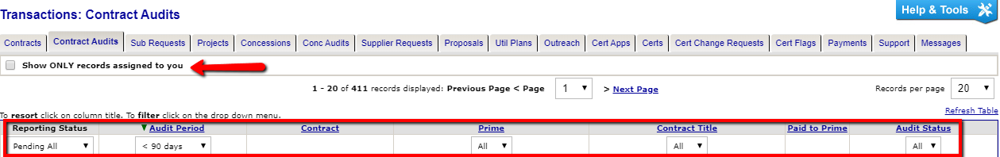 Help & Tools
Transactions: Contract Audits
Contracts Contract Audits Sub Requests Projects Concessions Conc Audits Supplier Requests Proposals Util Plans Outreach Cert Apps Certs Cert Change Requests Cert Flags Payments Support Messages
Show ONLY records assigned to you
1 - 20 of 411 records displayed: Previous Page < Page 1 > Next Page Records per page 20
To resort click on column title. To filter click on the drop down menu. Refresh Table
Reporting Status Audit Period Contract Prime Contract Title Paid to Prime Audit Status
Pending All < 90 days All All All